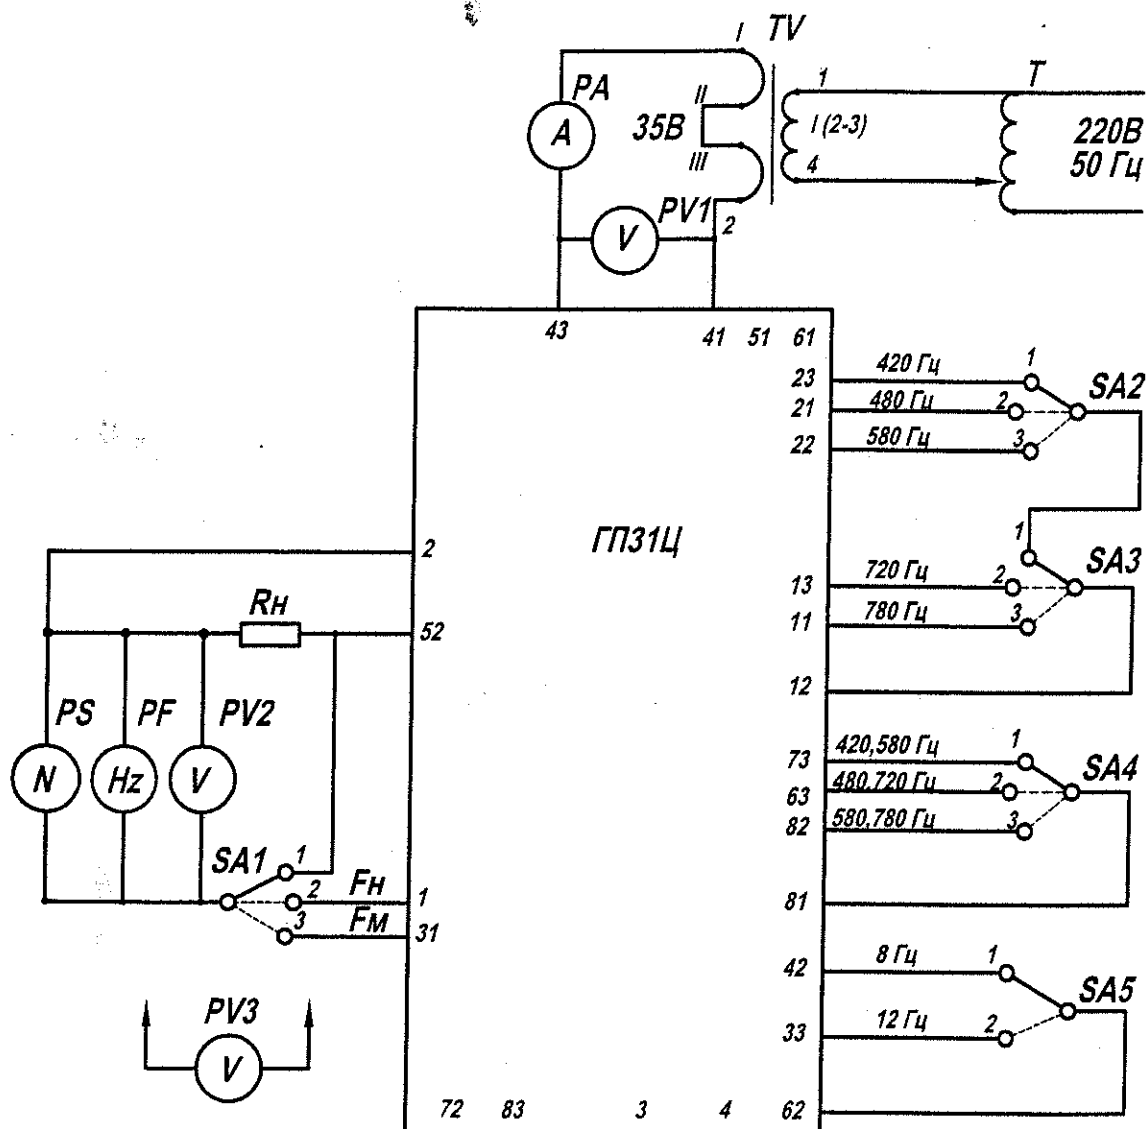 I TV
PA
II
1
T
A
35В
I (2-3)
220В
III
4
50 Гц
PV1
2
V
43
41 51 61
23 420 Гц 1
SA2
21 480 Гц 2
22 580 Гц 3
ГП31Ц
2
1
SA3
13 720 Гц 2
Rн
11 780 Гц 3
52
12
PS PF PV2
73 420,580 Гц 1
N Hz V
SA4
63 480,720 Гц 2
82 580,780 Гц 3
SA1 1
2 Fн 1
81
3 Fм 31
42 8 Гц 1
SA5
PV3
33 12 Гц 2
V
72 83 3 4 62